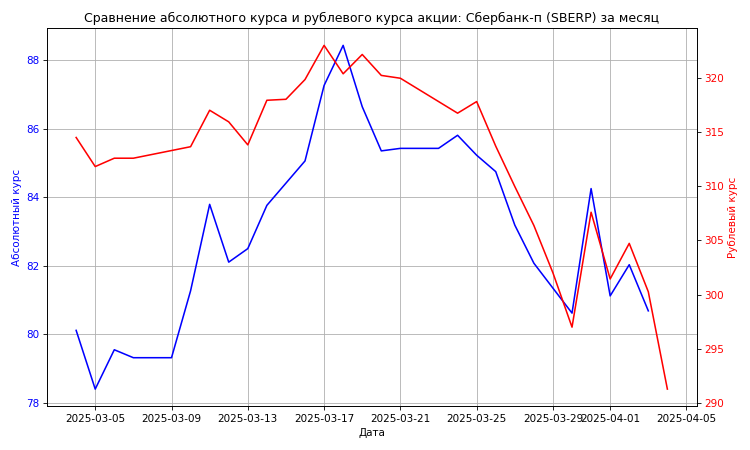 Сравнение абсолютного курса и рублевого курса акции: Сбербанк-п (SBERP) за месяц
88
86
84
82
80
78
Абсолютный курс
320
315
310
305
300
295
290
Рублевый курс
2025-03-05 2025-03-09 2025-03-13 2025-03-17 2025-03-21 2025-03-25 2025-03-29 2025-04-01 2025-04-05
Дата